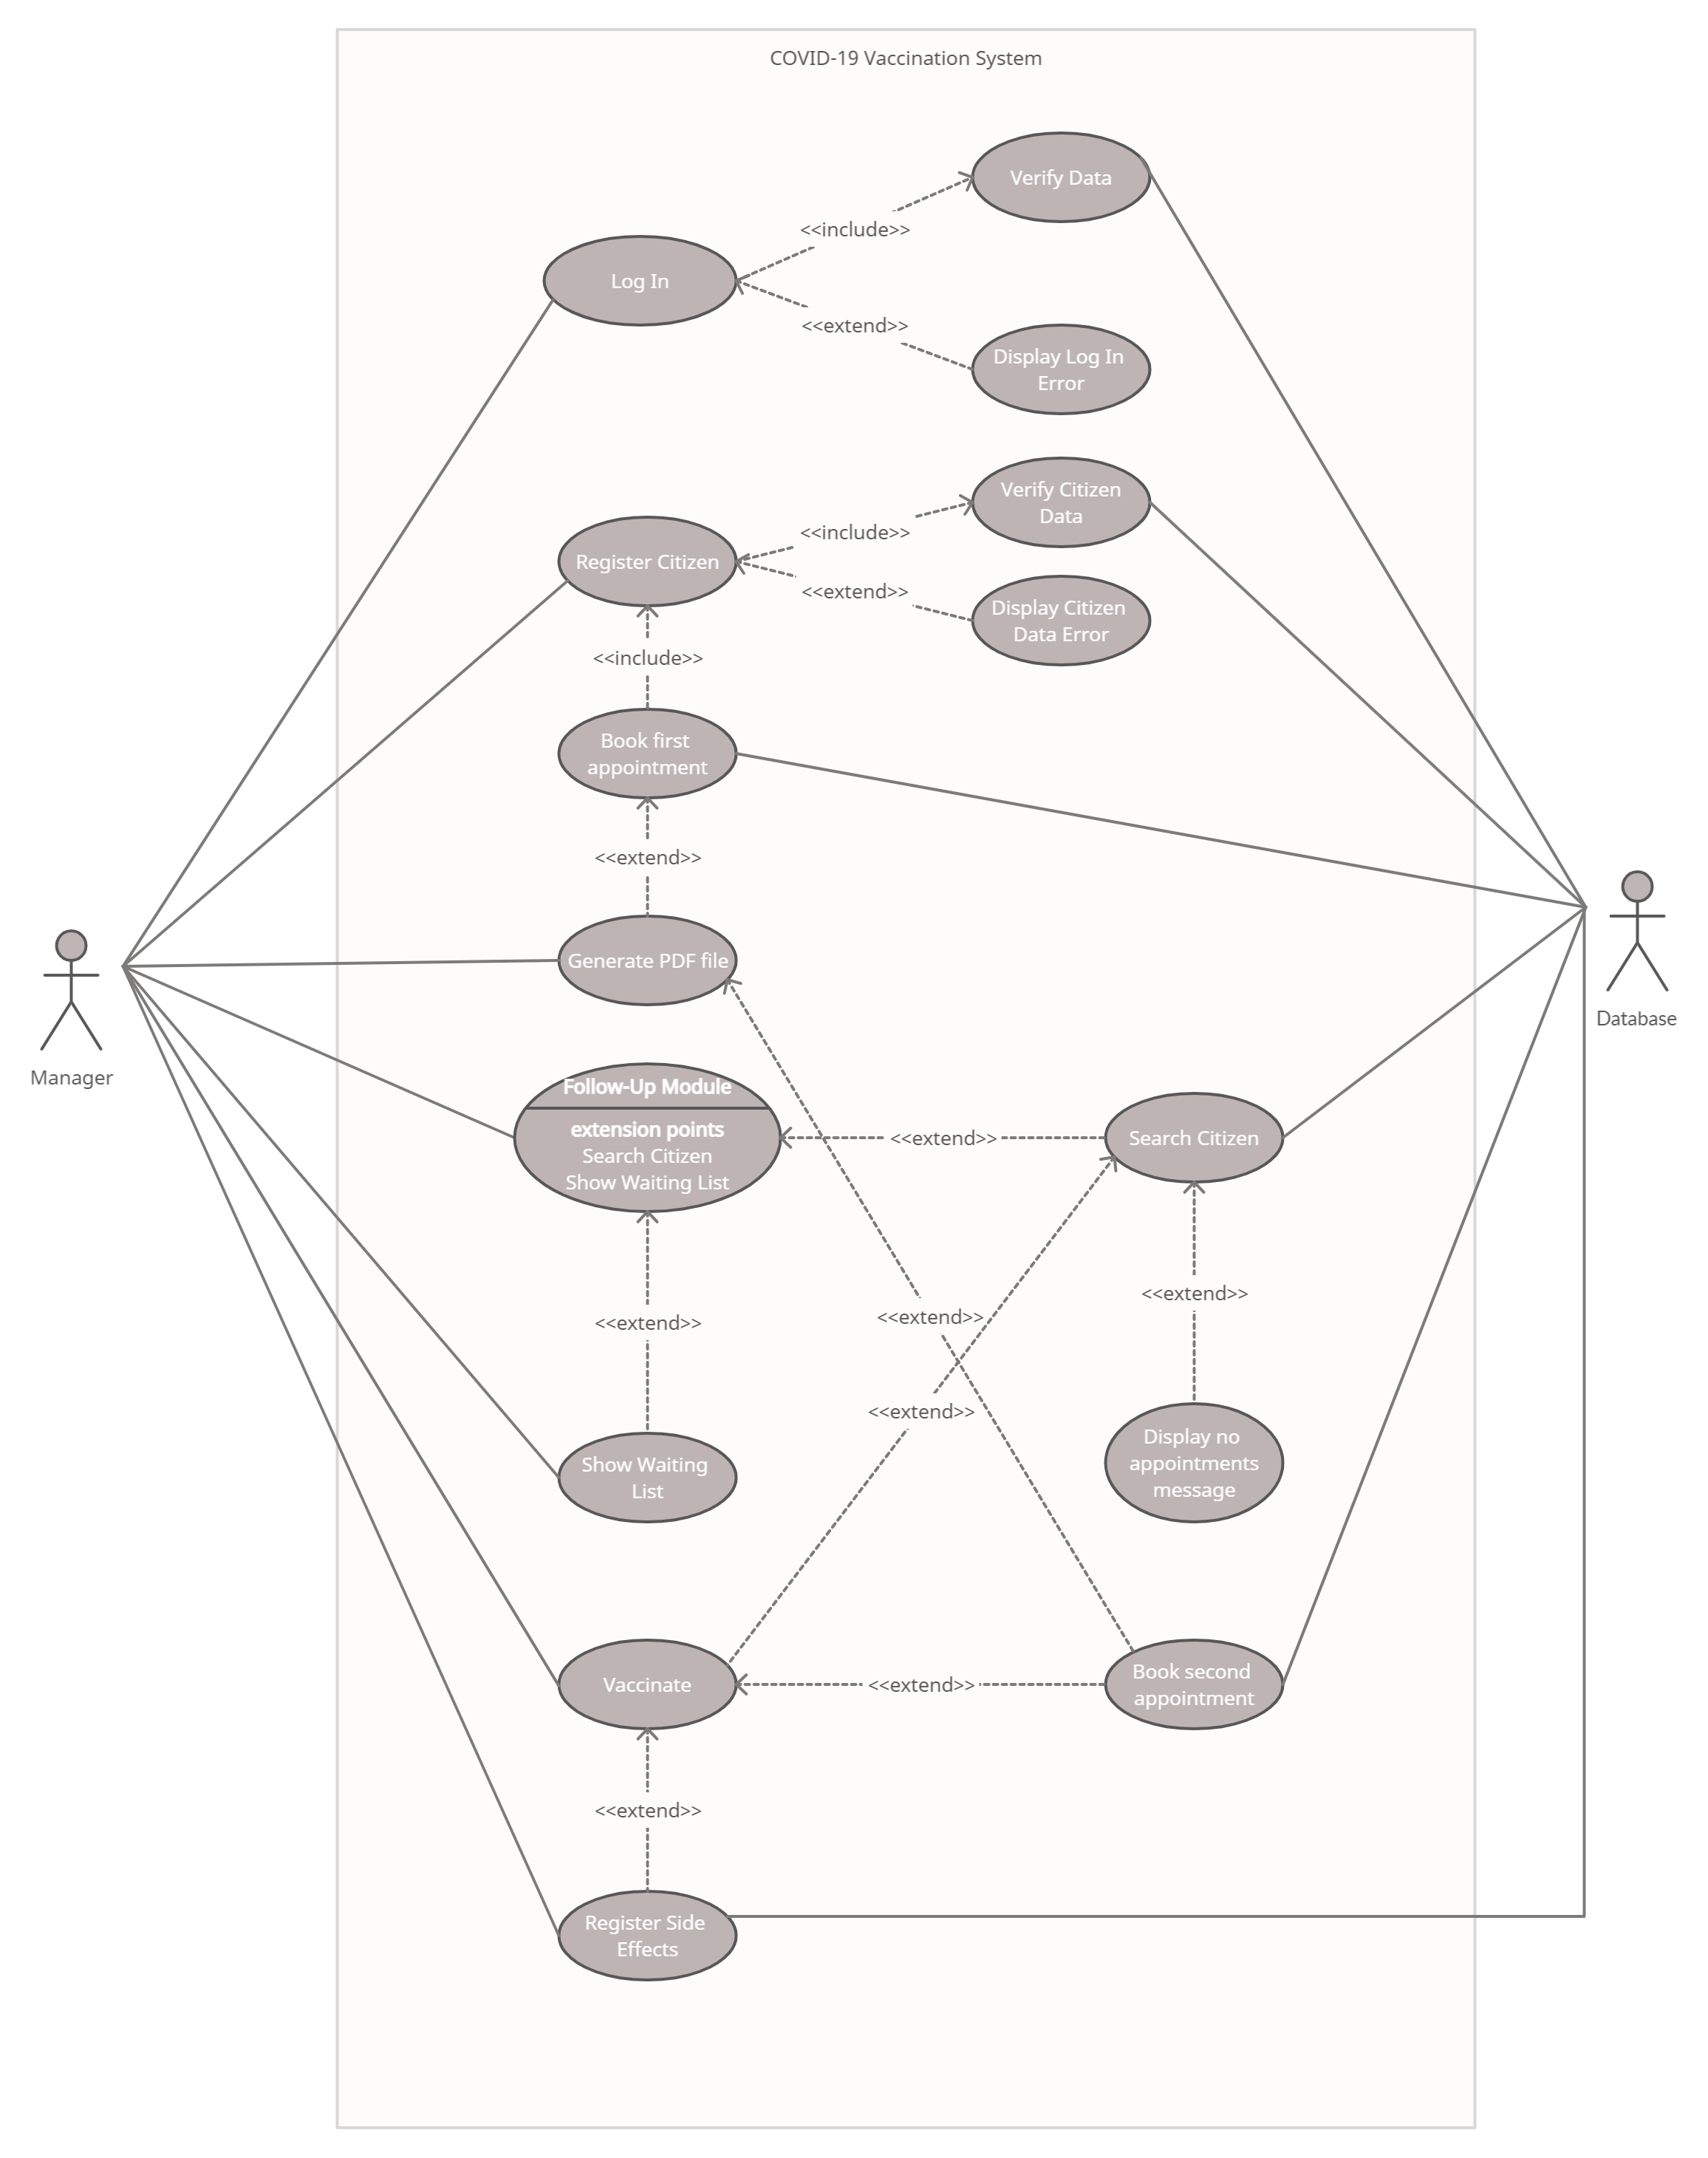 COVID-19 Vaccination System
Verify Data
<<include>>
Log In
<<extend>>
Display Log In
Error
Verify Citizen
Data
<<include>>
Register Citizen
<<extend>>
Display Citizen
Data Error
<<include>>
Book first
appointment
<<extend>>
Generate PDF file
Manager
Database
Follow-Up Module
extension points
Search Citizen
Show Waiting List
<<extend>>
Search Citizen
<<extend>>
<<extend>>
<<extend>>
<<extend>>
Show Waiting
List
Display no
appointments
message
Vaccinate
<<extend>>
Book second
appointment
<<extend>>
Register Side
Effects